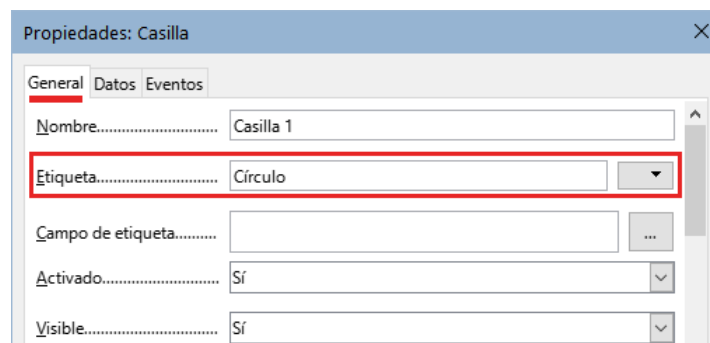 Propiedades: Casilla
General Datos Eventos
Nombre............................. Casilla 1
Etiqueta............................. Círculo
Campo de etiqueta.......... ...
Activado............................ Sí
Visible................................ Sí